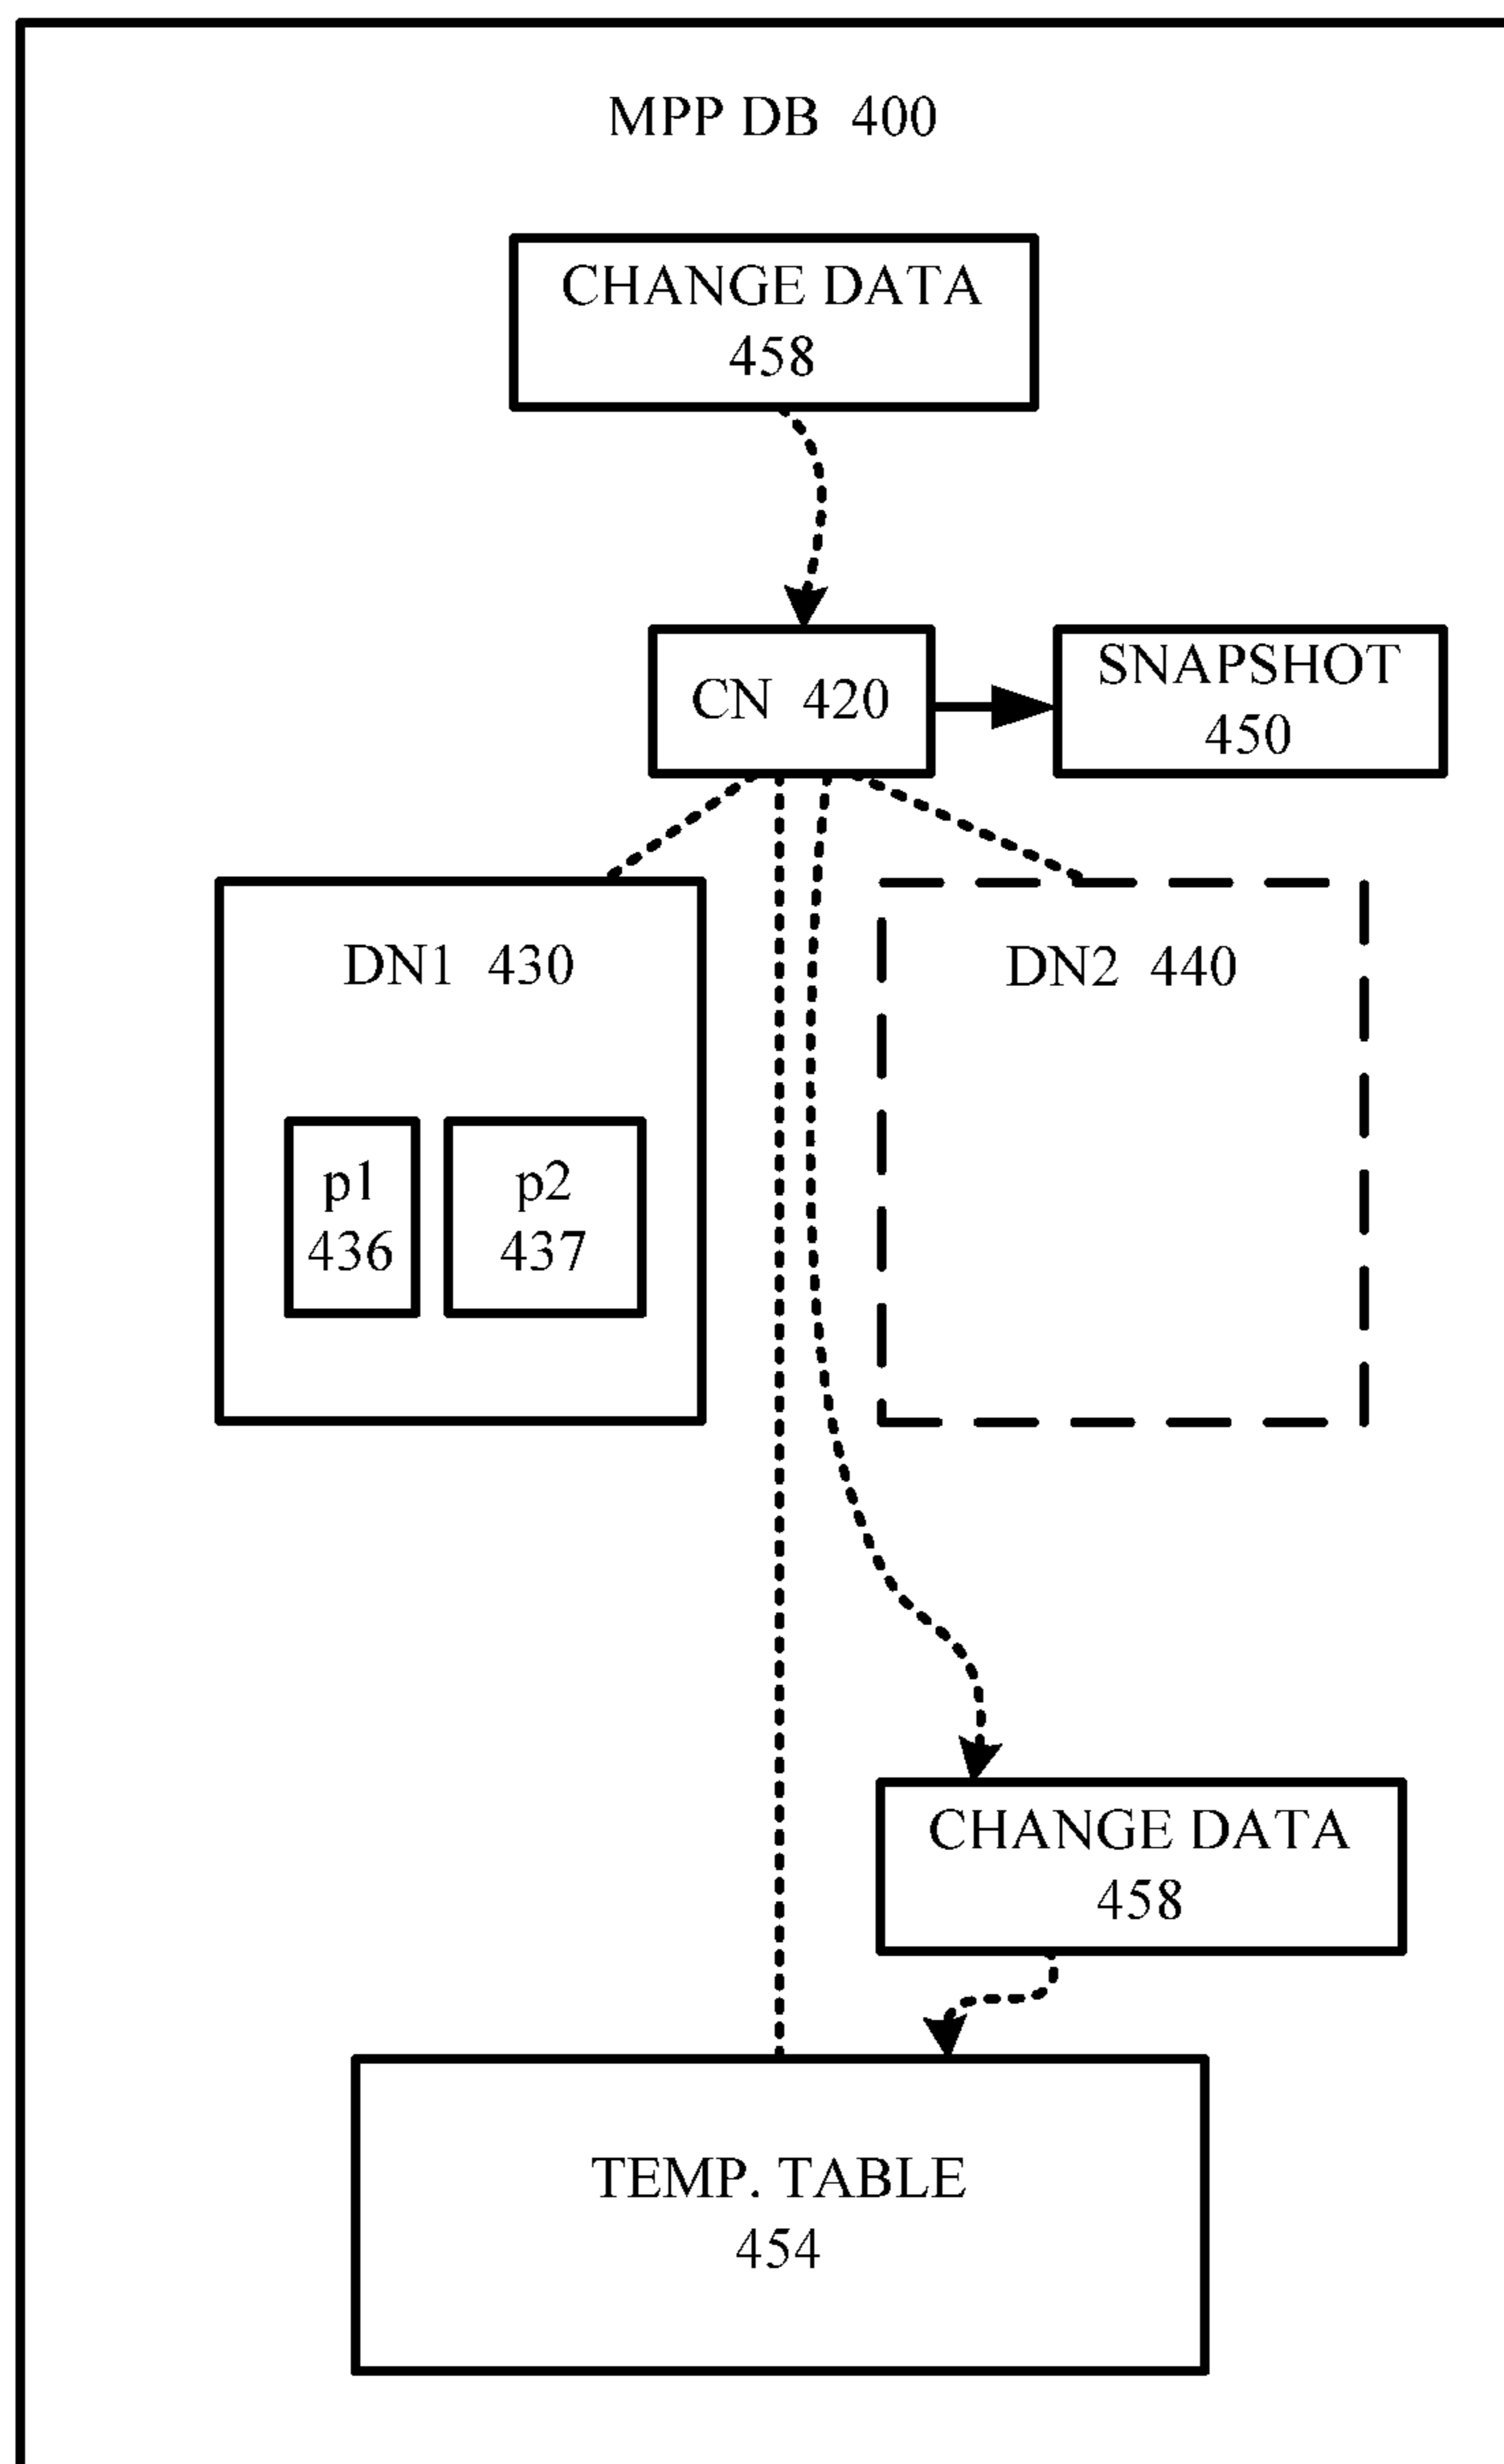 MPP DB 400
CHANGE DATA
458
CN 420
SNAPSHOT
450
DN1 430
DN2 440
p1
436
p2
437
CHANGE DATA
458
TEMP. TABLE
454